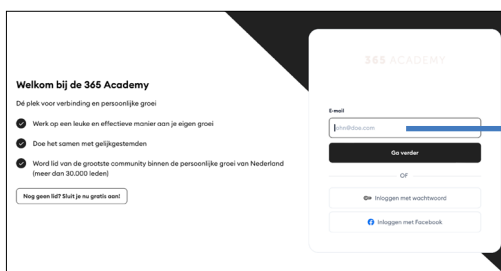 Welkom bij de 365 Academy
Dé plek voor verbinding en persoonlijke groei
Werk op een leuke en effectieve manier aan je eigen groei
Doe het samen met gelijkgestemden
Word lid van de grootste community binnen de persoonlijke groei van Nederland
(meer dan 30.000 leden)
Nog geen lid? Sluit je nu gratis aan!
365 ACADEMY
E-mail
john@doe.com
Ga verder
OF
Inloggen met wachtwoord
Inloggen met Facebook